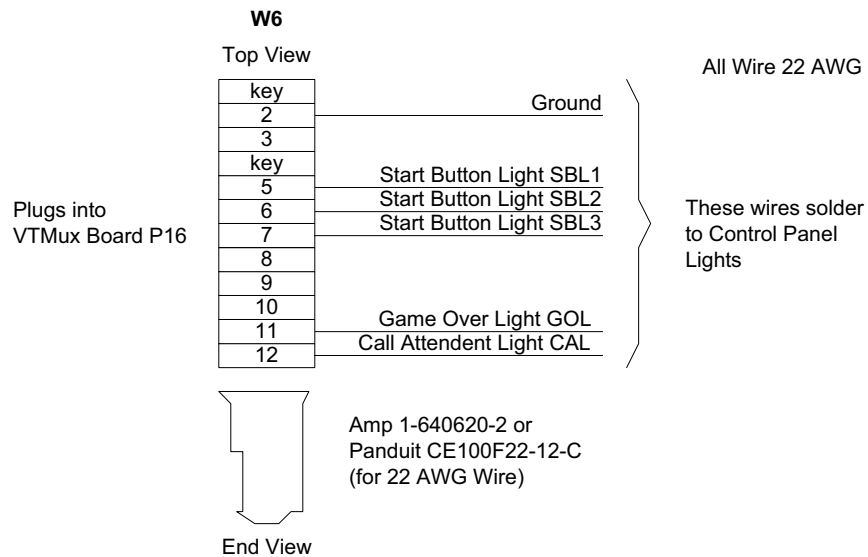 W6
Top View
All Wire 22 AWG
key
2 Ground
3
key
5 Start Button Light SBL1
6 Start Button Light SBL2
7 Start Button Light SBL3
8
9
10
11 Game Over Light GOL
12 Call Attendent Light CAL
Plugs into
VTMux Board P16
These wires solder
to Control Panel
Lights
Amp 1-640620-2 or
Panduit CE100F22-12-C
(for 22 AWG Wire)
End View